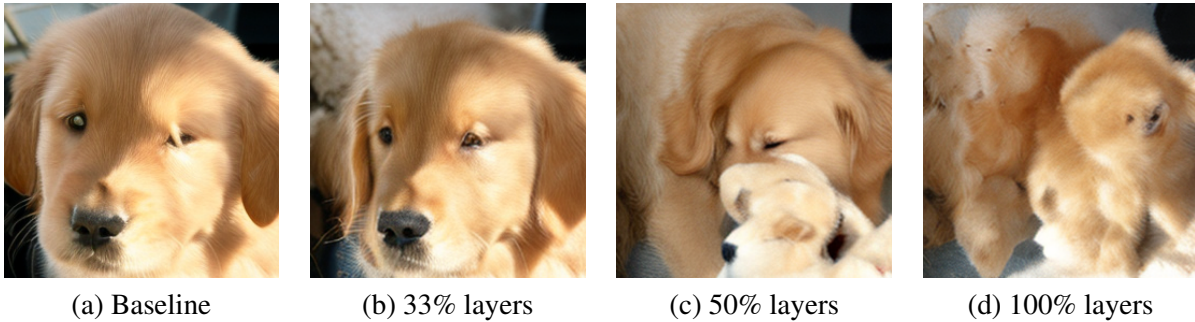 (a) Baseline
(b) 33% layers
(c) 50% layers
(d) 100% layers